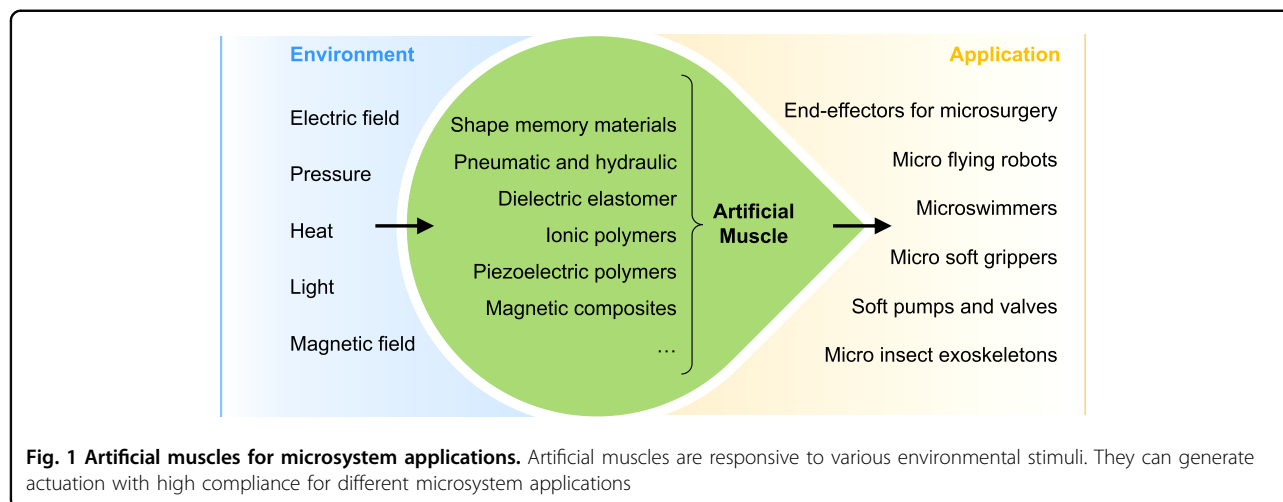 Environment
Electric field
Pressure
Heat
Light
Magnetic field
Shape memory materials
Pneumatic and hydraulic
Dielectric elastomer
Ionic polymers
Piezoelectric polymers
Magnetic composites
...
Artificial
Muscle
Application
End-effectors for microsurgery
Micro flying robots
Microswimmers
Micro soft grippers
Soft pumps and valves
Micro insect exoskeletons
Fig. 1 Artificial muscles for microsystem applications. Artificial muscles are responsive to various environmental stimuli. They can generate
actuation with high compliance for different microsystem applications